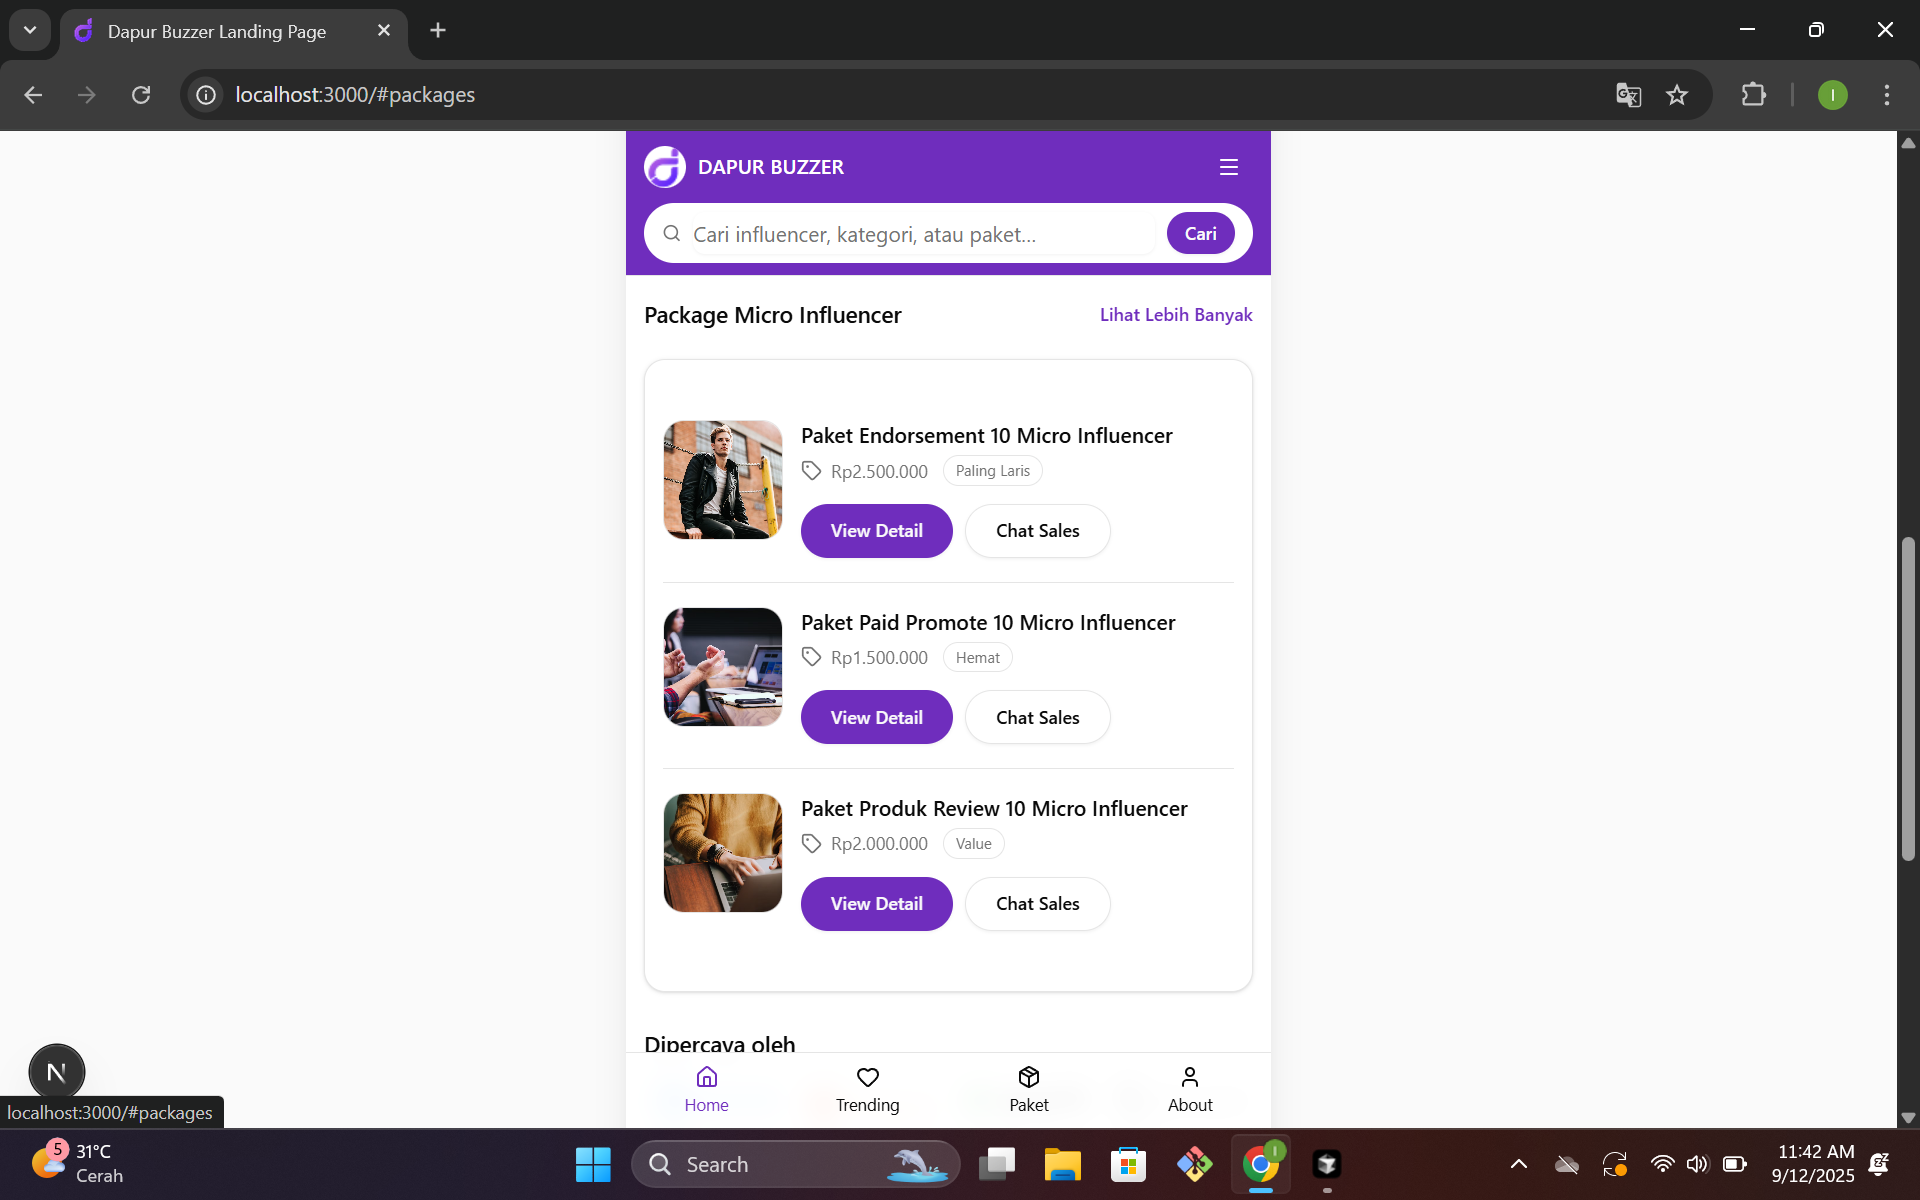 Dapur Buzzer Landing Page
localhost:3000/#packages
I
DAPUR BUZZER
Cari influencer, kategori, atau paket...
Cari
Package Micro Influencer
Lihat Lebih Banyak
Paket Endorsement 10 Micro Influencer
Rp2.500.000
Paling Laris
View Detail
Chat Sales
Paket Paid Promote 10 Micro Influencer
Rp1.500.000
Hemat
View Detail
Chat Sales
Paket Produk Review 10 Micro Influencer
Rp2.000.000
Value
View Detail
Chat Sales
Dipercaya oleh
N
localhost:3000/#packages
Home
Trending
Paket
About
5
31°C
Cerah
Search
I
11:42 AM
9/12/2025